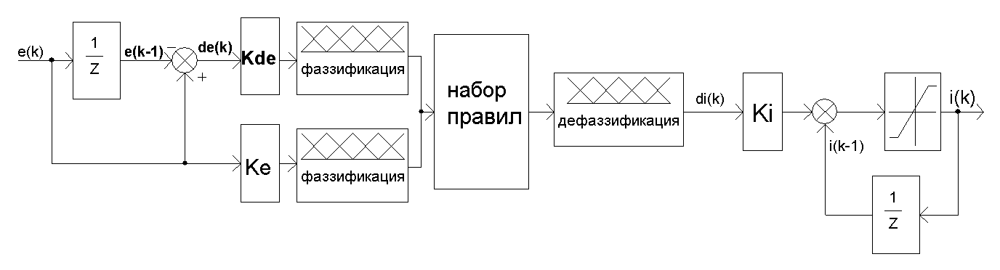 e(k)
1
Z
e(k-1)
−
+
de(k)
Kde
фаззификация
Ke
фаззификация
набор
правил
дефаззификация
di(k)
Ki
i(k-1)
i(k)
1
Z